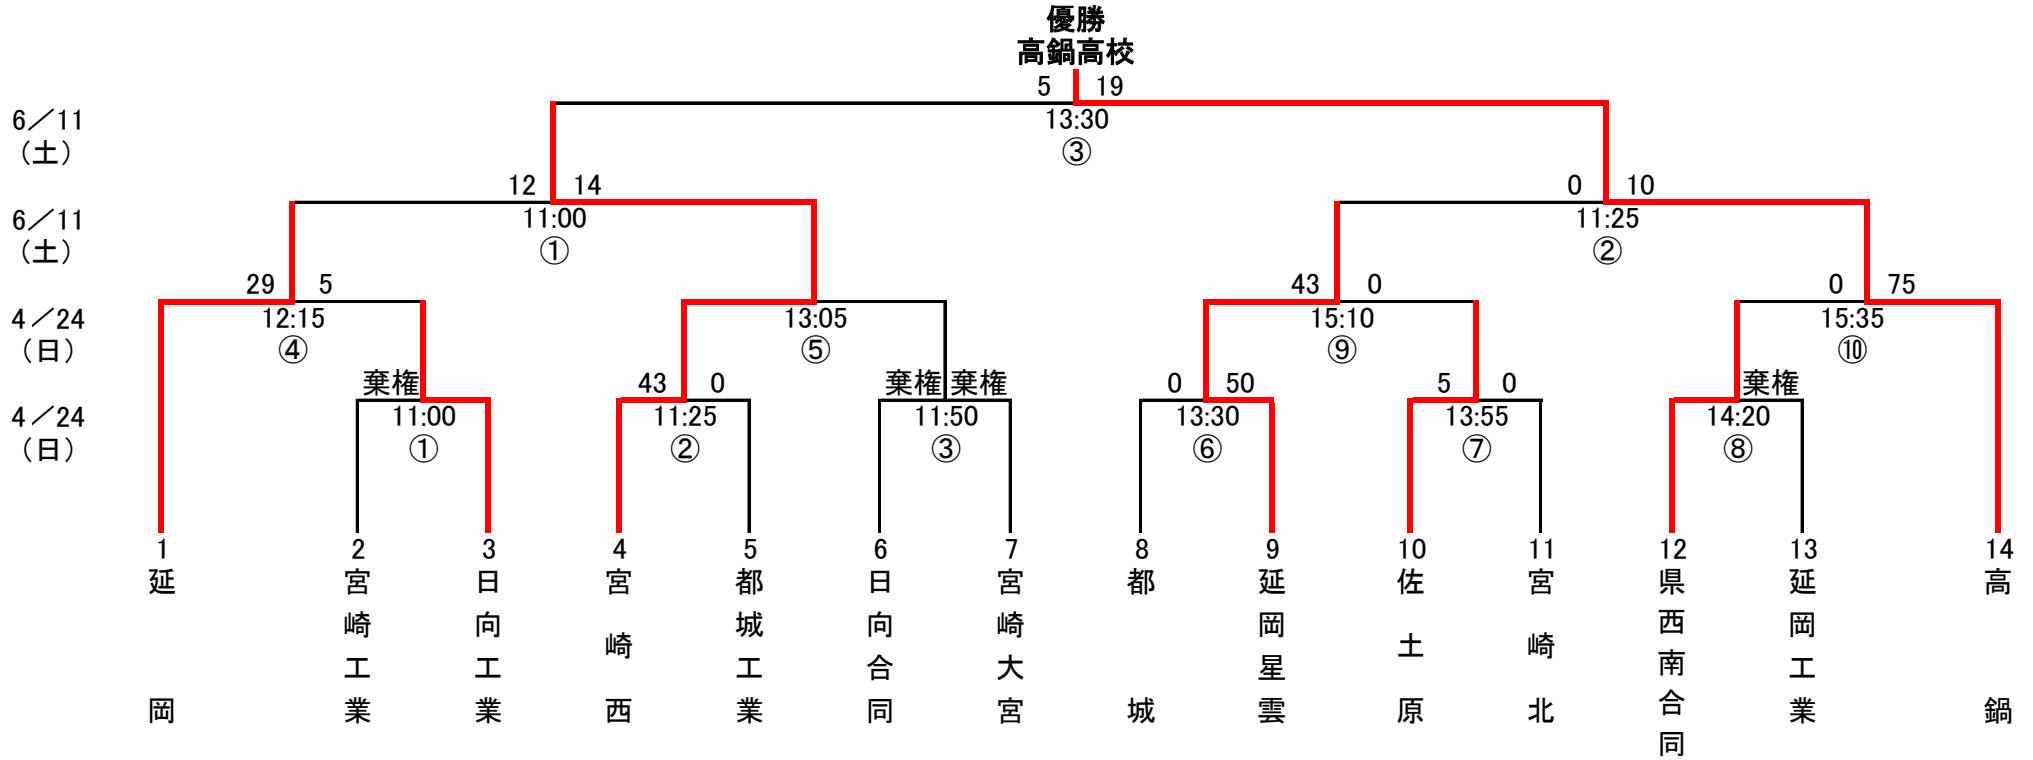 優勝
高鍋高校
5 19
6／11
（土）
13:30
③
12 14
0 10
6／11
（土）
11:00
①
11:25
②
29 5
43 0
0 75
4／24
（日）
12:15
④
13:05
⑤
15:10
⑨
15:35
⑩
棄権
43 0
棄権 棄権
0 50
5 0
棄権
4／24
（日）
11:00
①
11:25
②
11:50
③
13:30
⑥
13:55
⑦
14:20
⑧
1
延岡
2
宮崎工業
3
日向工業
4
宮崎西
5
都城工業
6
日向合同
7
宮崎大宮
8
都城
9
延岡星雲
10
佐土原
11
宮崎北
12
県西南合同
13
延岡工業
14
高鍋